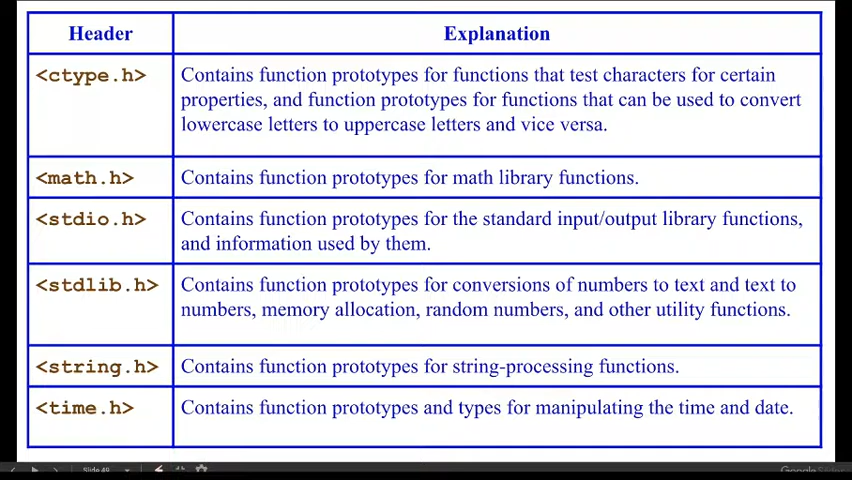 Header Explanation
<ctype.h> Contains function prototypes for functions that test characters for certain
properties, and function prototypes for functions that can be used to convert
lowercase letters to uppercase letters and vice versa.
<math.h> Contains function prototypes for math library functions.
<stdio.h> Contains function prototypes for the standard input/output library functions,
and information used by them.
<stdlib.h> Contains function prototypes for conversions of numbers to text and text to
numbers, memory allocation, random numbers, and other utility functions.
<string.h> Contains function prototypes for string-processing functions.
<time.h> Contains function prototypes and types for manipulating the time and date.
Slide 49
Google Slides